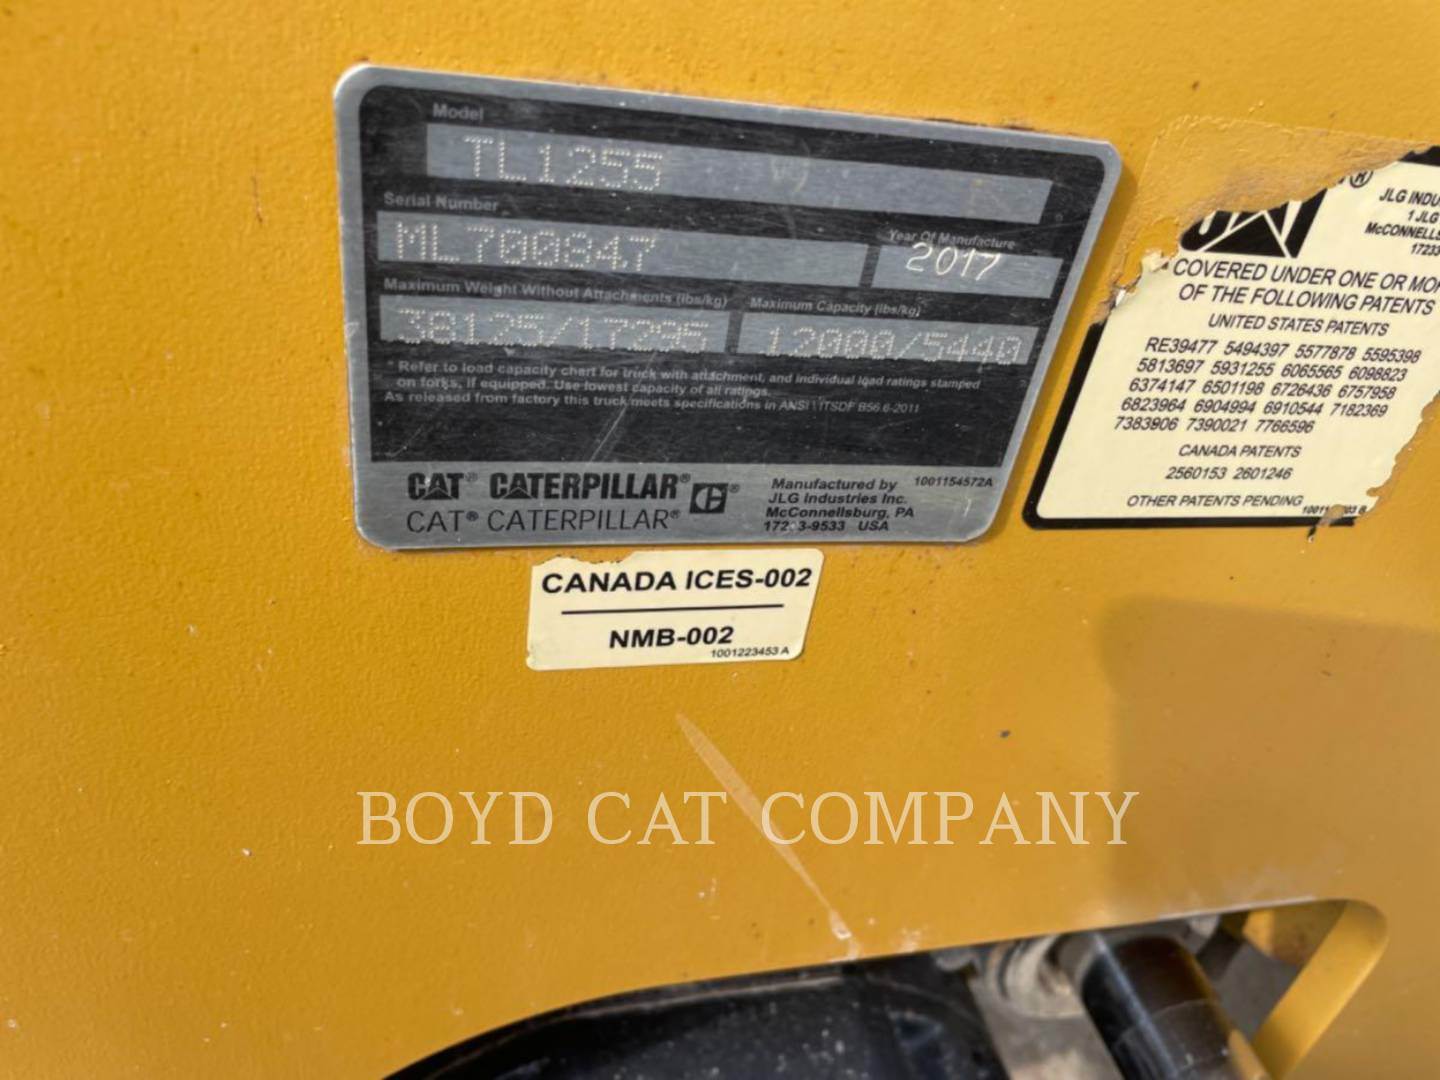 Model
TL1255
Serial Number
ML700847
Year Of Manufacture
2017
Maximum Weight Without Attachments (lbs/kg)
38125/17295
Maximum Capacity (lbs/kg)
12000/5440
* Refer to load capacity chart for truck with attachment, and individual load ratings stamped
on forks, if equipped. Use lowest capacity of all ratings.
As released from factory this truck meets specifications in ANSI \ ITSDF B56.6-2011
CAT® CATERPILLAR® C®
CAT® CATERPILLAR®
Manufactured by
JLG Industries Inc.
McConnellsburg, PA
USA
1001154572A
CANADA ICES-002
NMB-002
1001223453 A
®
JLG INDU
1 JLG
McCONNELLS
17233
COVERED UNDER ONE OR MO
OF THE FOLLOWING PATENTS
UNITED STATES PATENTS
RE39477 5494397 5577878 5595398
5813697 5931255 6065565 6098823
6374147 6501198 6726436 6757958
6823964 6904994 6910544 7182369
7383906 7390021 7766596
CANADA PATENTS
2560153 2601246
OTHER PATENTS PENDING
BOYD CAT COMPANY